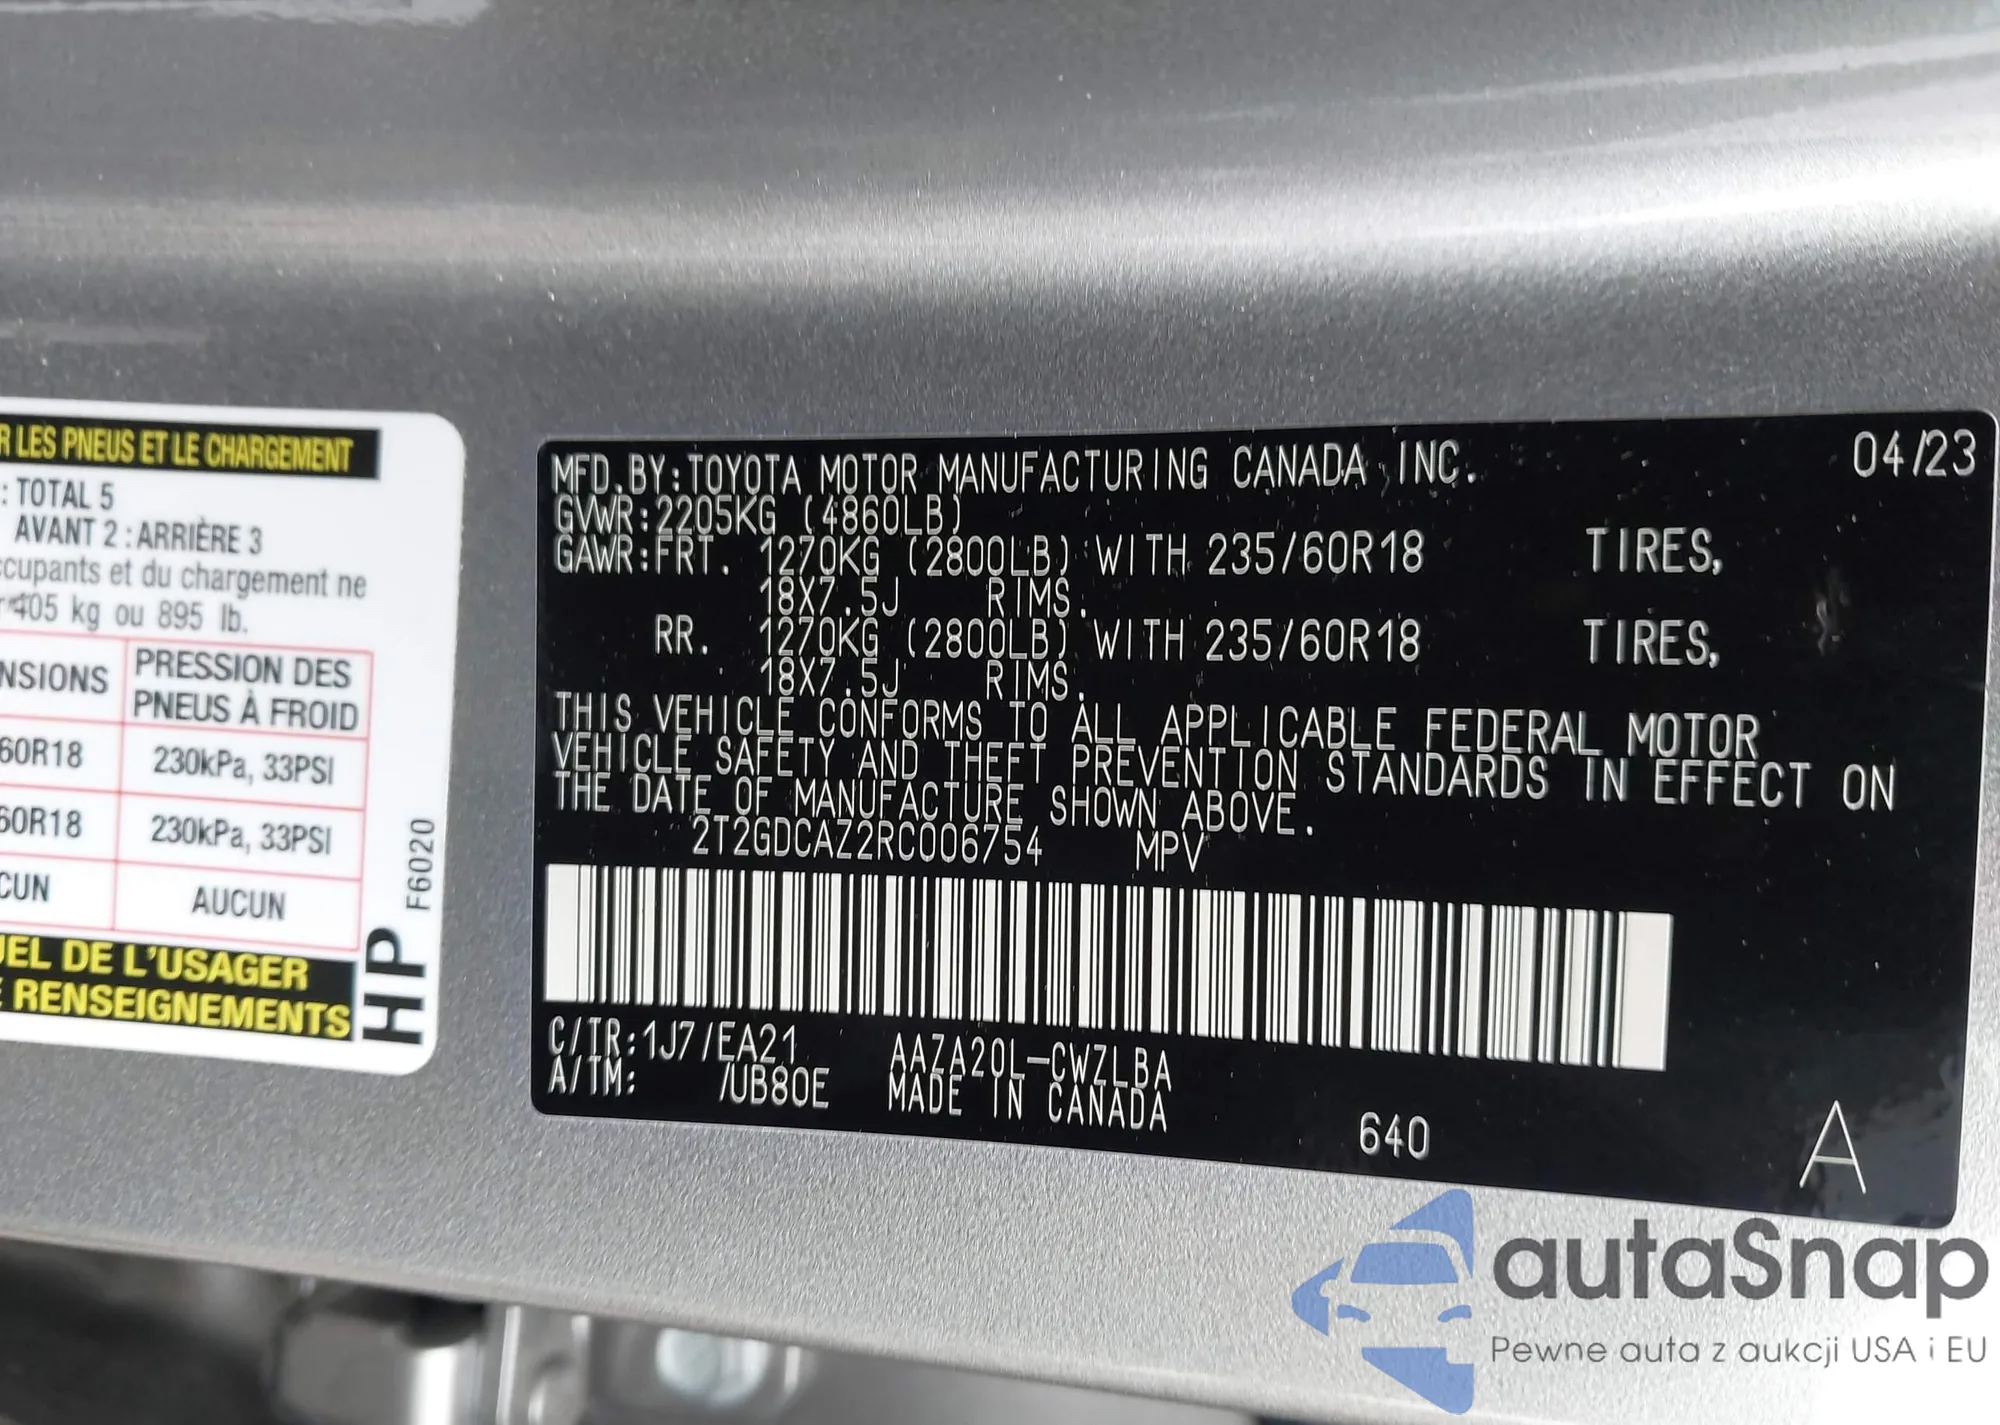 R LES PNEUS ET LE CHARGEMENT
: TOTAL 5
AVANT 2 : ARRIÈRE 3
ccupants et du chargement ne
405 kg ou 895 lb.
NSIONS
PRESSION DES
PNEUS À FROID
60R18
230kPa, 33PSI
60R18
230kPa, 33PSI
CUN
AUCUN
UEL DE L'USAGER
E RENSEIGNEMENTS
HP
F6020
MFD.BY:TOYOTA MOTOR MANUFACTURING CANADA INC. 04/23
GVWR:2205KG (4860LB)
GAWR:FRT. 1270KG (2800LB) WITH 235/60R18 TIRES,
18X7.5J RIMS.
RR. 1270KG (2800LB) WITH 235/60R18 TIRES,
18X7.5J RIMS.
THIS VEHICLE CONFORMS TO ALL APPLICABLE FEDERAL MOTOR
VEHICLE SAFETY AND THEFT PREVENTION STANDARDS IN EFFECT ON
THE DATE OF MANUFACTURE SHOWN ABOVE.
2T2GDCAZ2RC006754 MPV
C/TR:1J7/EA21 AAZA20L-CWZLBA
A/TM: /UB80E MADE IN CANADA
640
A
autaSnap
Pewne auta z aukcji USA i EU